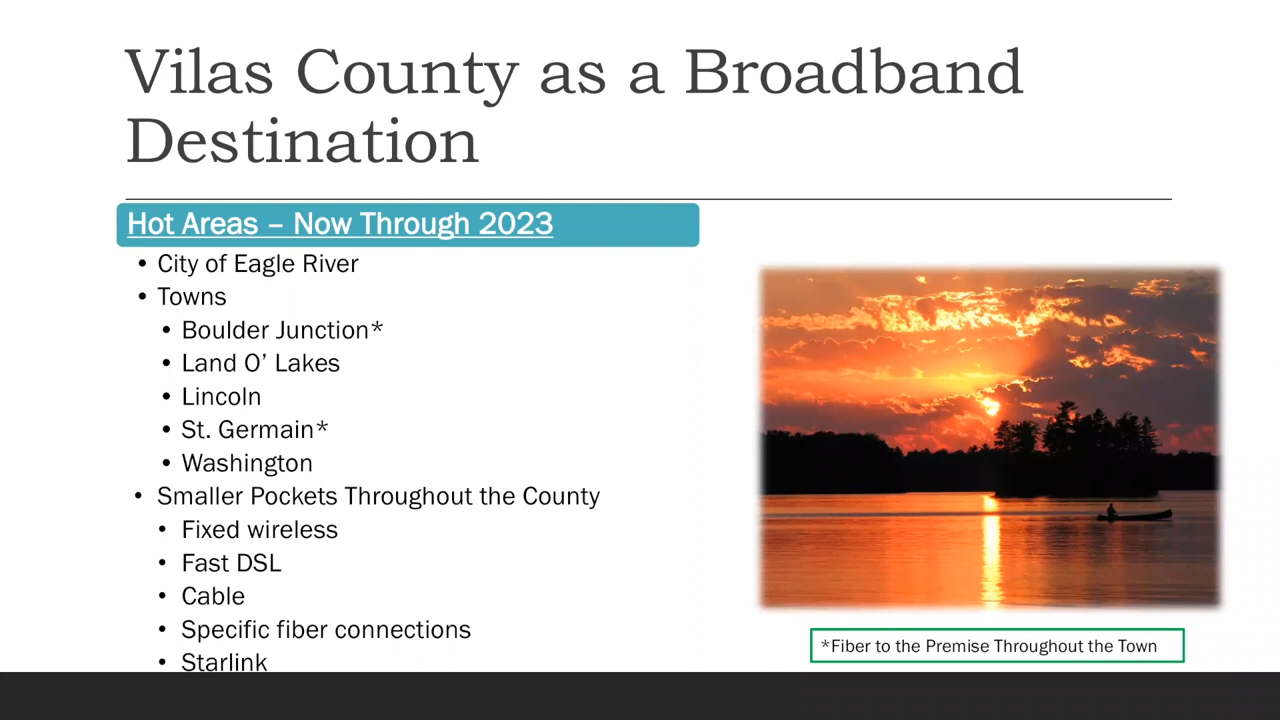 Vilas County as a Broadband
Destination
Hot Areas – Now Through 2023
• City of Eagle River
• Towns
• Boulder Junction*
• Land O’ Lakes
• Lincoln
• St. Germain*
• Washington
• Smaller Pockets Throughout the County
• Fixed wireless
• Fast DSL
• Cable
• Specific fiber connections
• Starlink
*Fiber to the Premise Throughout the Town